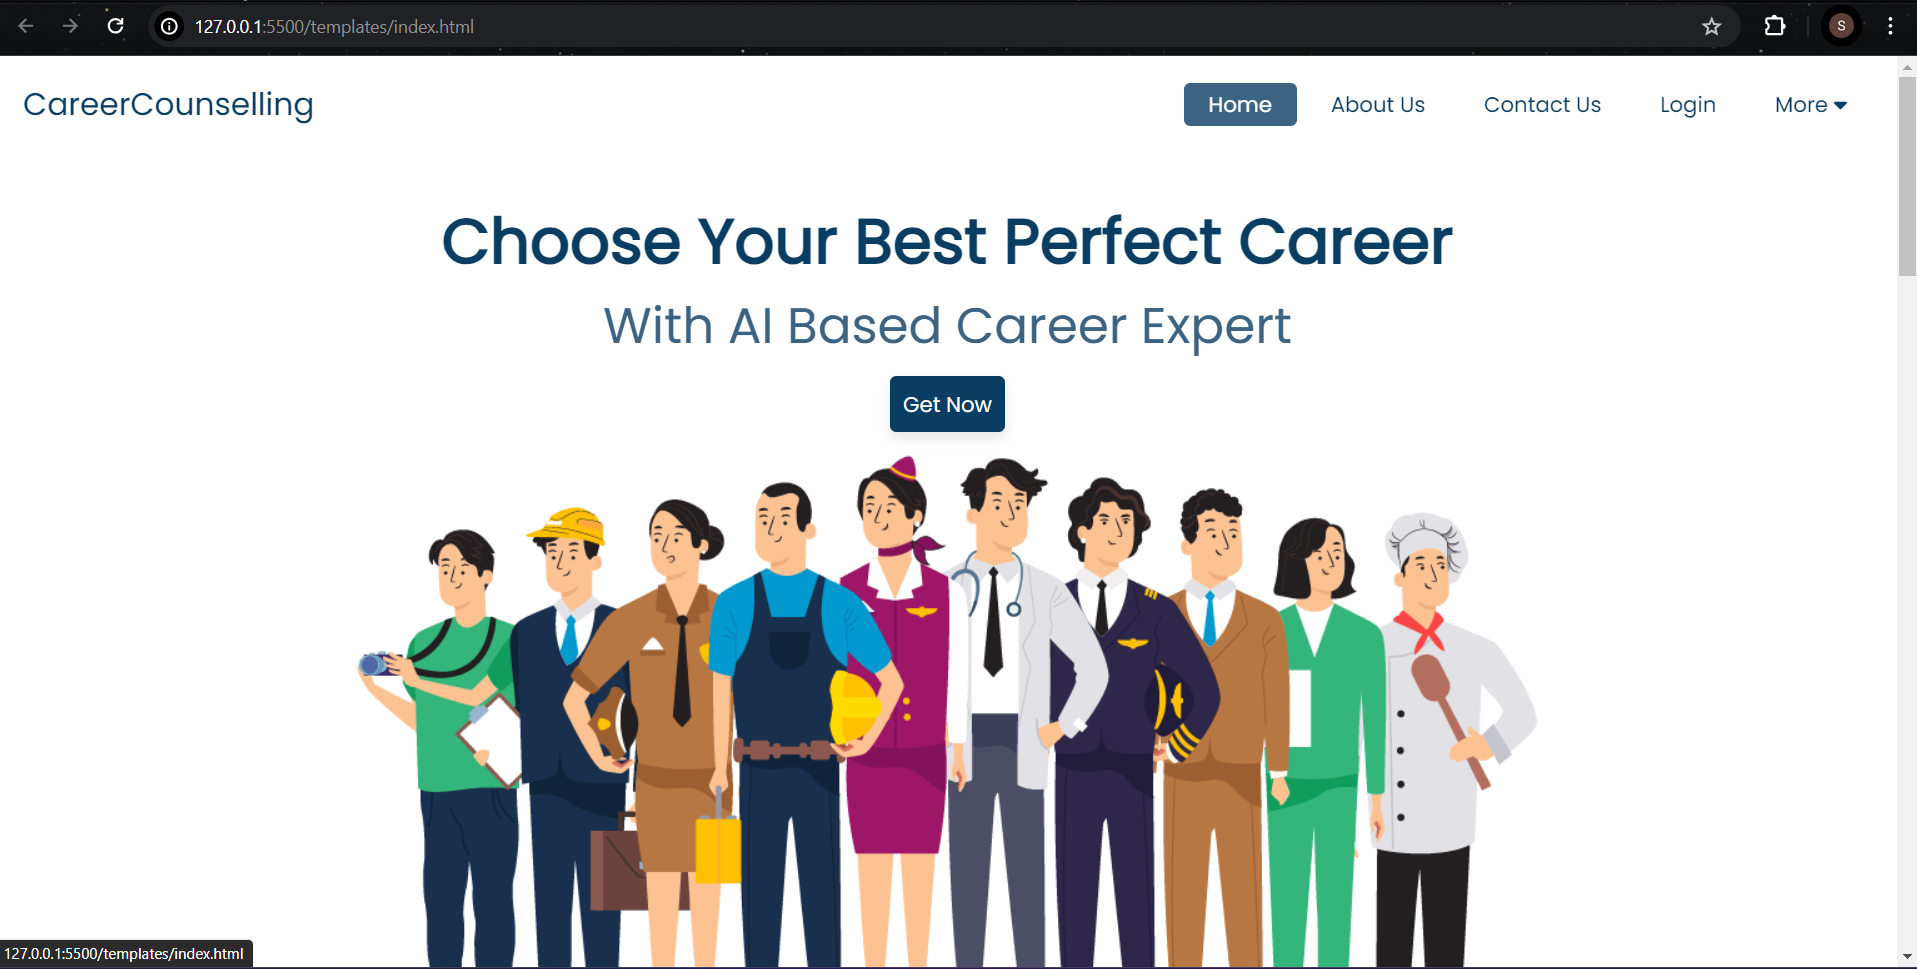 127.0.0.1:5500/templates/index.html
S
CareerCounselling
Home
About Us
Contact Us
Login
More
Choose Your Best Perfect Career
With AI Based Career Expert
Get Now
127.0.0.1:5500/templates/index.html